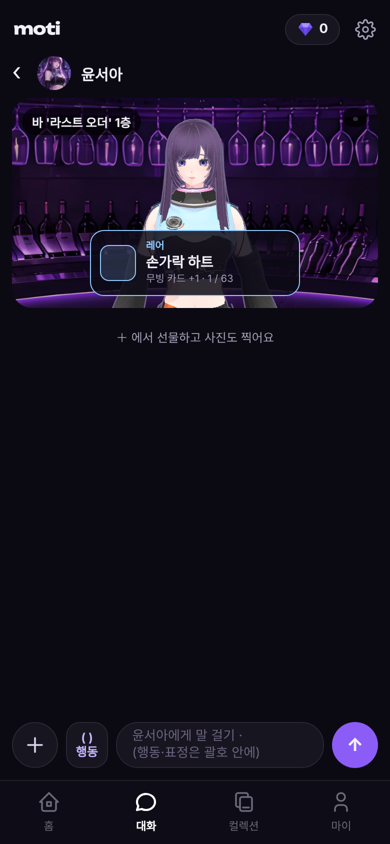 moti
0
윤서아
바 '라스트 오더' 1층
레어
손가락 하트
무빙 카드 +1 · 1 / 63
+ 에서 선물하고 사진도 찍어요
( )
행동
윤서아에게 말 걸기 ·
(행동·표정은 괄호 안에)
홈
대화
컬렉션
마이